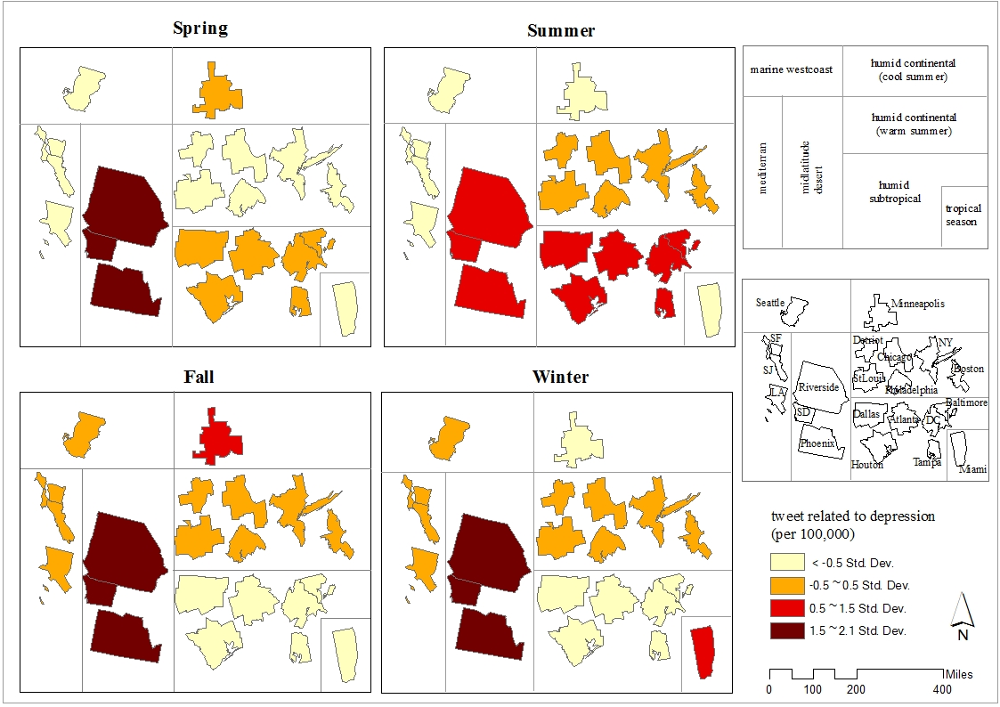 Spring
Summer
Fall
Winter
marine westcoast
humid continental
(cool summer)
humid continental
(warm summer)
mediterran
midlatitude
desert
humid
subtropical
tropical
season
Seattle
Minneapolis
SF
SJ
LA
Riverside
SD
Phoenix
Detriot
Chicago
NY
StLouis
Philadelphia
Boston
Baltimore
Dallas
Atlanta
DC
Houton
Tampa
Miami
tweet related to depression
(per 100,000)
< -0.5 Std. Dev.
-0.5 ~ 0.5 Std. Dev.
0.5 ~ 1.5 Std. Dev.
1.5 ~ 2.1 Std. Dev.
N
Miles
0 100 200 400